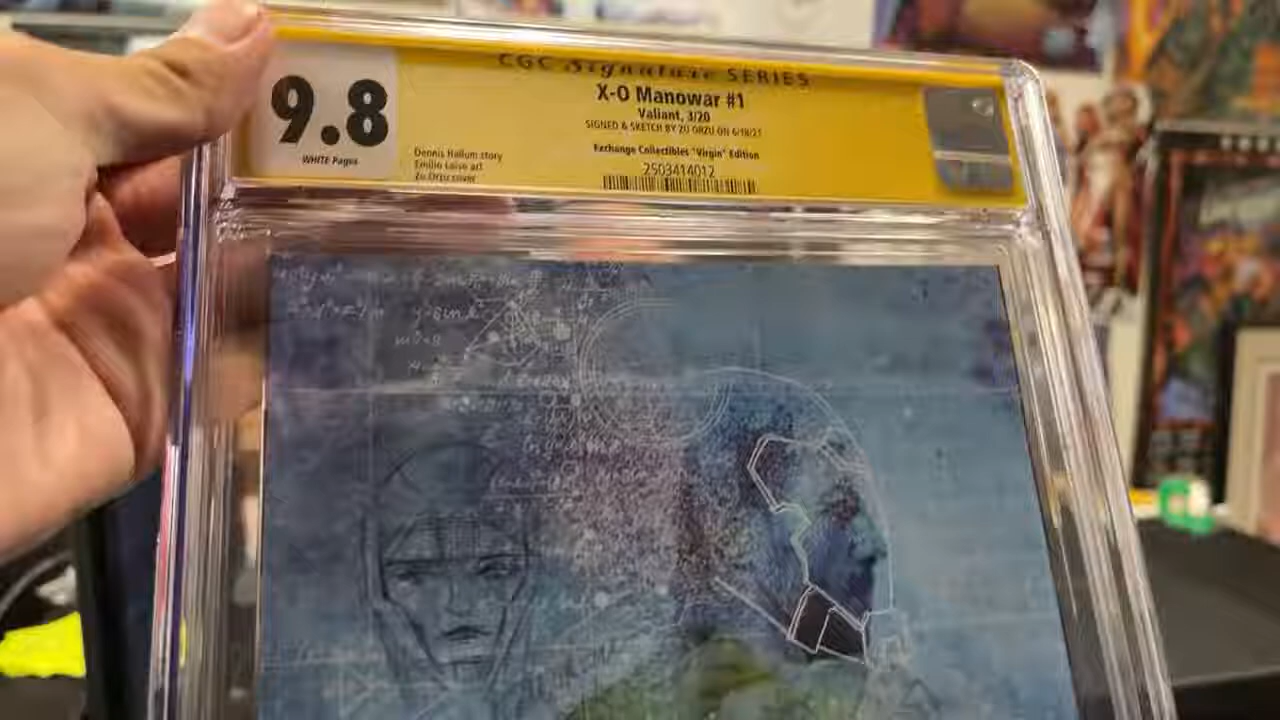 CGC Signature SERIES
9.8
WHITE Pages
X-O Manowar #1
Valiant, 3/20
SIGNED & SKETCH BY ZU ORZU ON 6/18/21
Exchange Collectibles "Virgin" Edition
2503414012
Dennis Hallum story
Emilio Laiso art
Zu Orzu cover